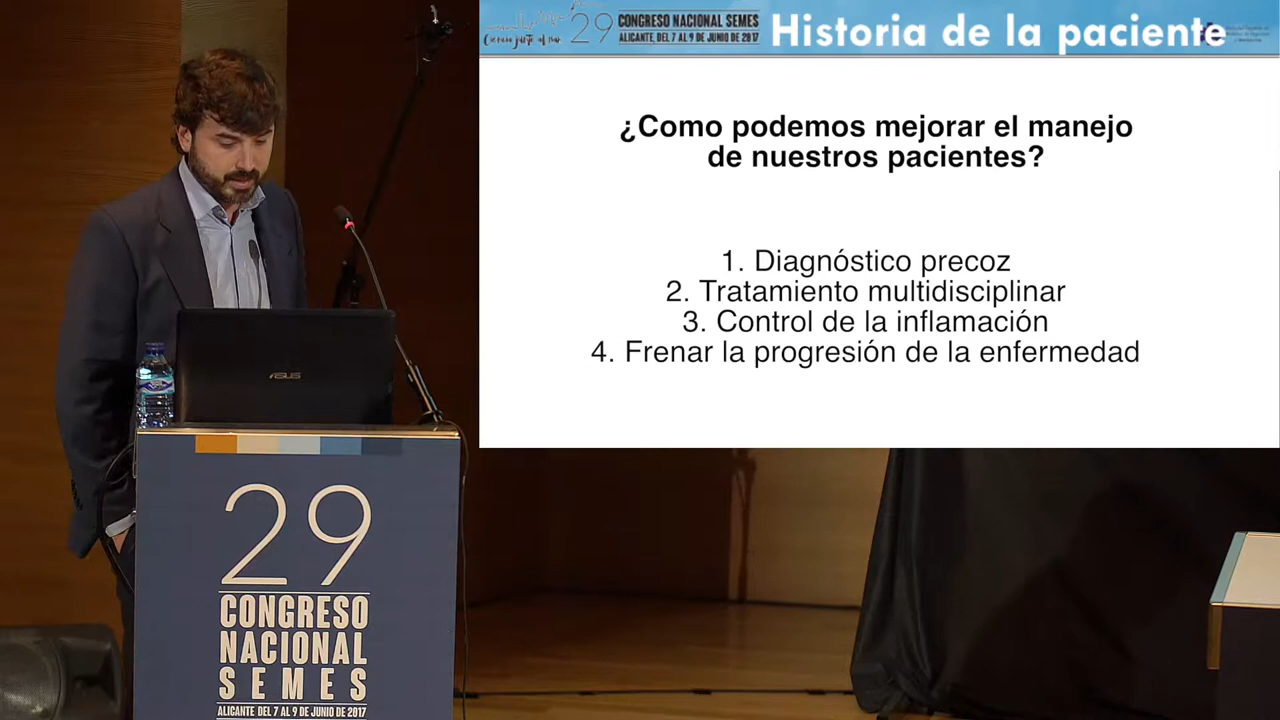 29
CONGRESO NACIONAL SEMES
ALICANTE, DEL 7 AL 9 DE JUNIO DE 2017
Historia de la paciente
¿Como podemos mejorar el manejo
de nuestros pacientes?
1. Diagnóstico precoz
2. Tratamiento multidisciplinar
3. Control de la inflamación
4. Frenar la progresión de la enfermedad
ASUS
29
CONGRESO
NACIONAL
SEMES
ALICANTE, DEL 7 AL 9 DE JUNIO DE 2017